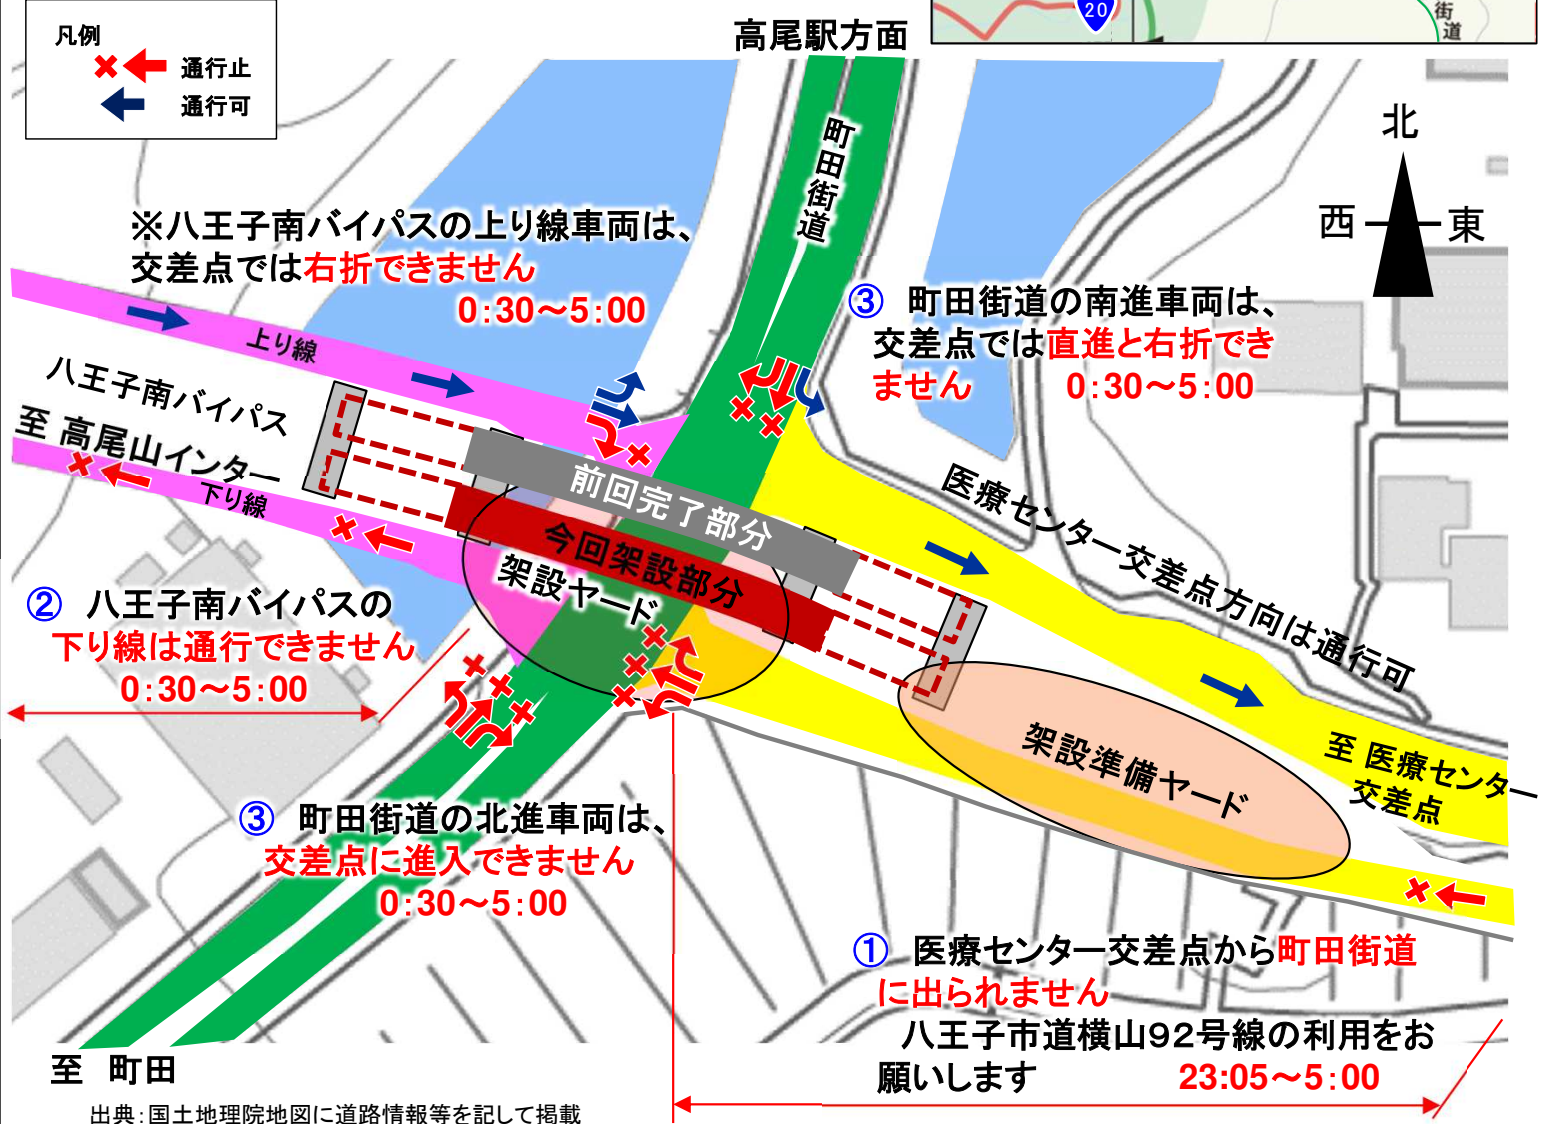 凡例
通行止
通行可
高尾駅方面
20
街
道
町田街道
北
西
東
※八王子南バイパスの上り線車両は、
交差点では右折できません
0:30～5:00
③ 町田街道の南進車両は、
交差点では直進と右折でき
ません 0:30～5:00
上り線
八王子南バイパス
至 高尾山インター
下り線
前回完了部分
今回架設部分
架設ヤード
医療センター交差点方向は通行可
② 八王子南バイパスの
下り線は通行できません
0:30～5:00
架設準備ヤード
至 医療センター
交差点
③ 町田街道の北進車両は、
交差点に進入できません
0:30～5:00
① 医療センター交差点から町田街道
に出られません
八王子市道横山92号線の利用をお
願いします 23:05～5:00
至 町田
出典:国土地理院地図に道路情報等を記して掲載